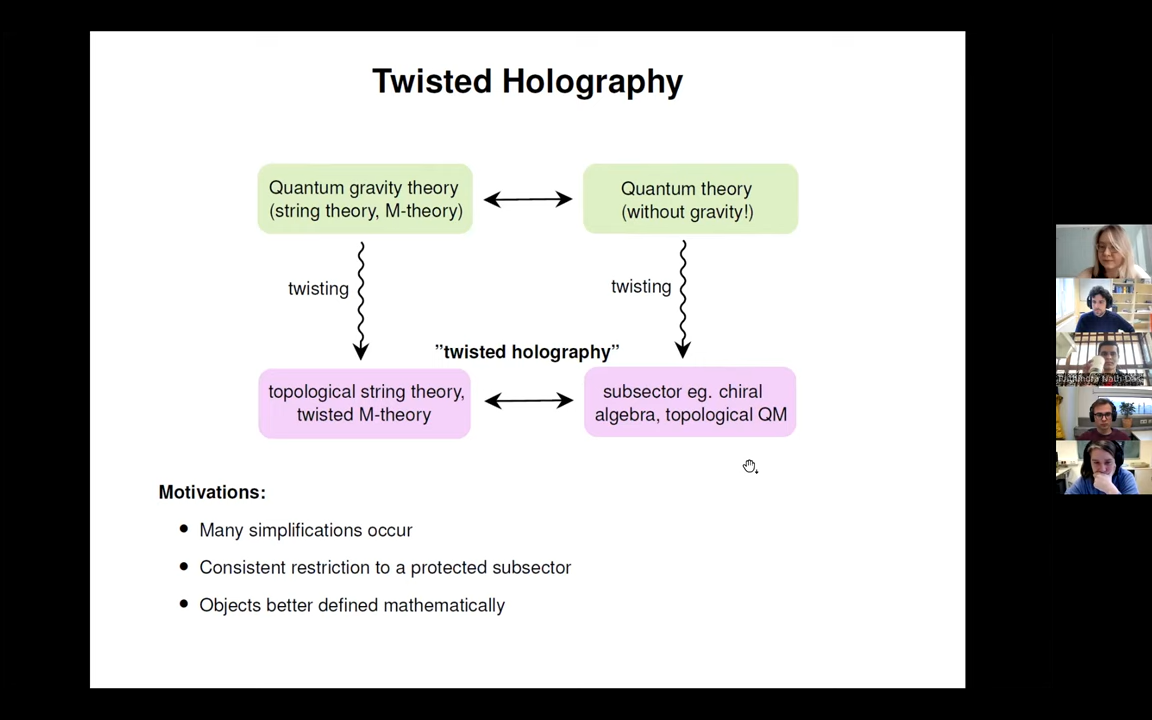 Twisted Holography
Quantum gravity theory
(string theory, M-theory)
Quantum theory
(without gravity!)
twisting
twisting
”twisted holography”
topological string theory,
twisted M-theory
subsector eg. chiral
algebra, topological QM
Motivations:
• Many simplifications occur
• Consistent restriction to a protected subsector
• Objects better defined mathematically